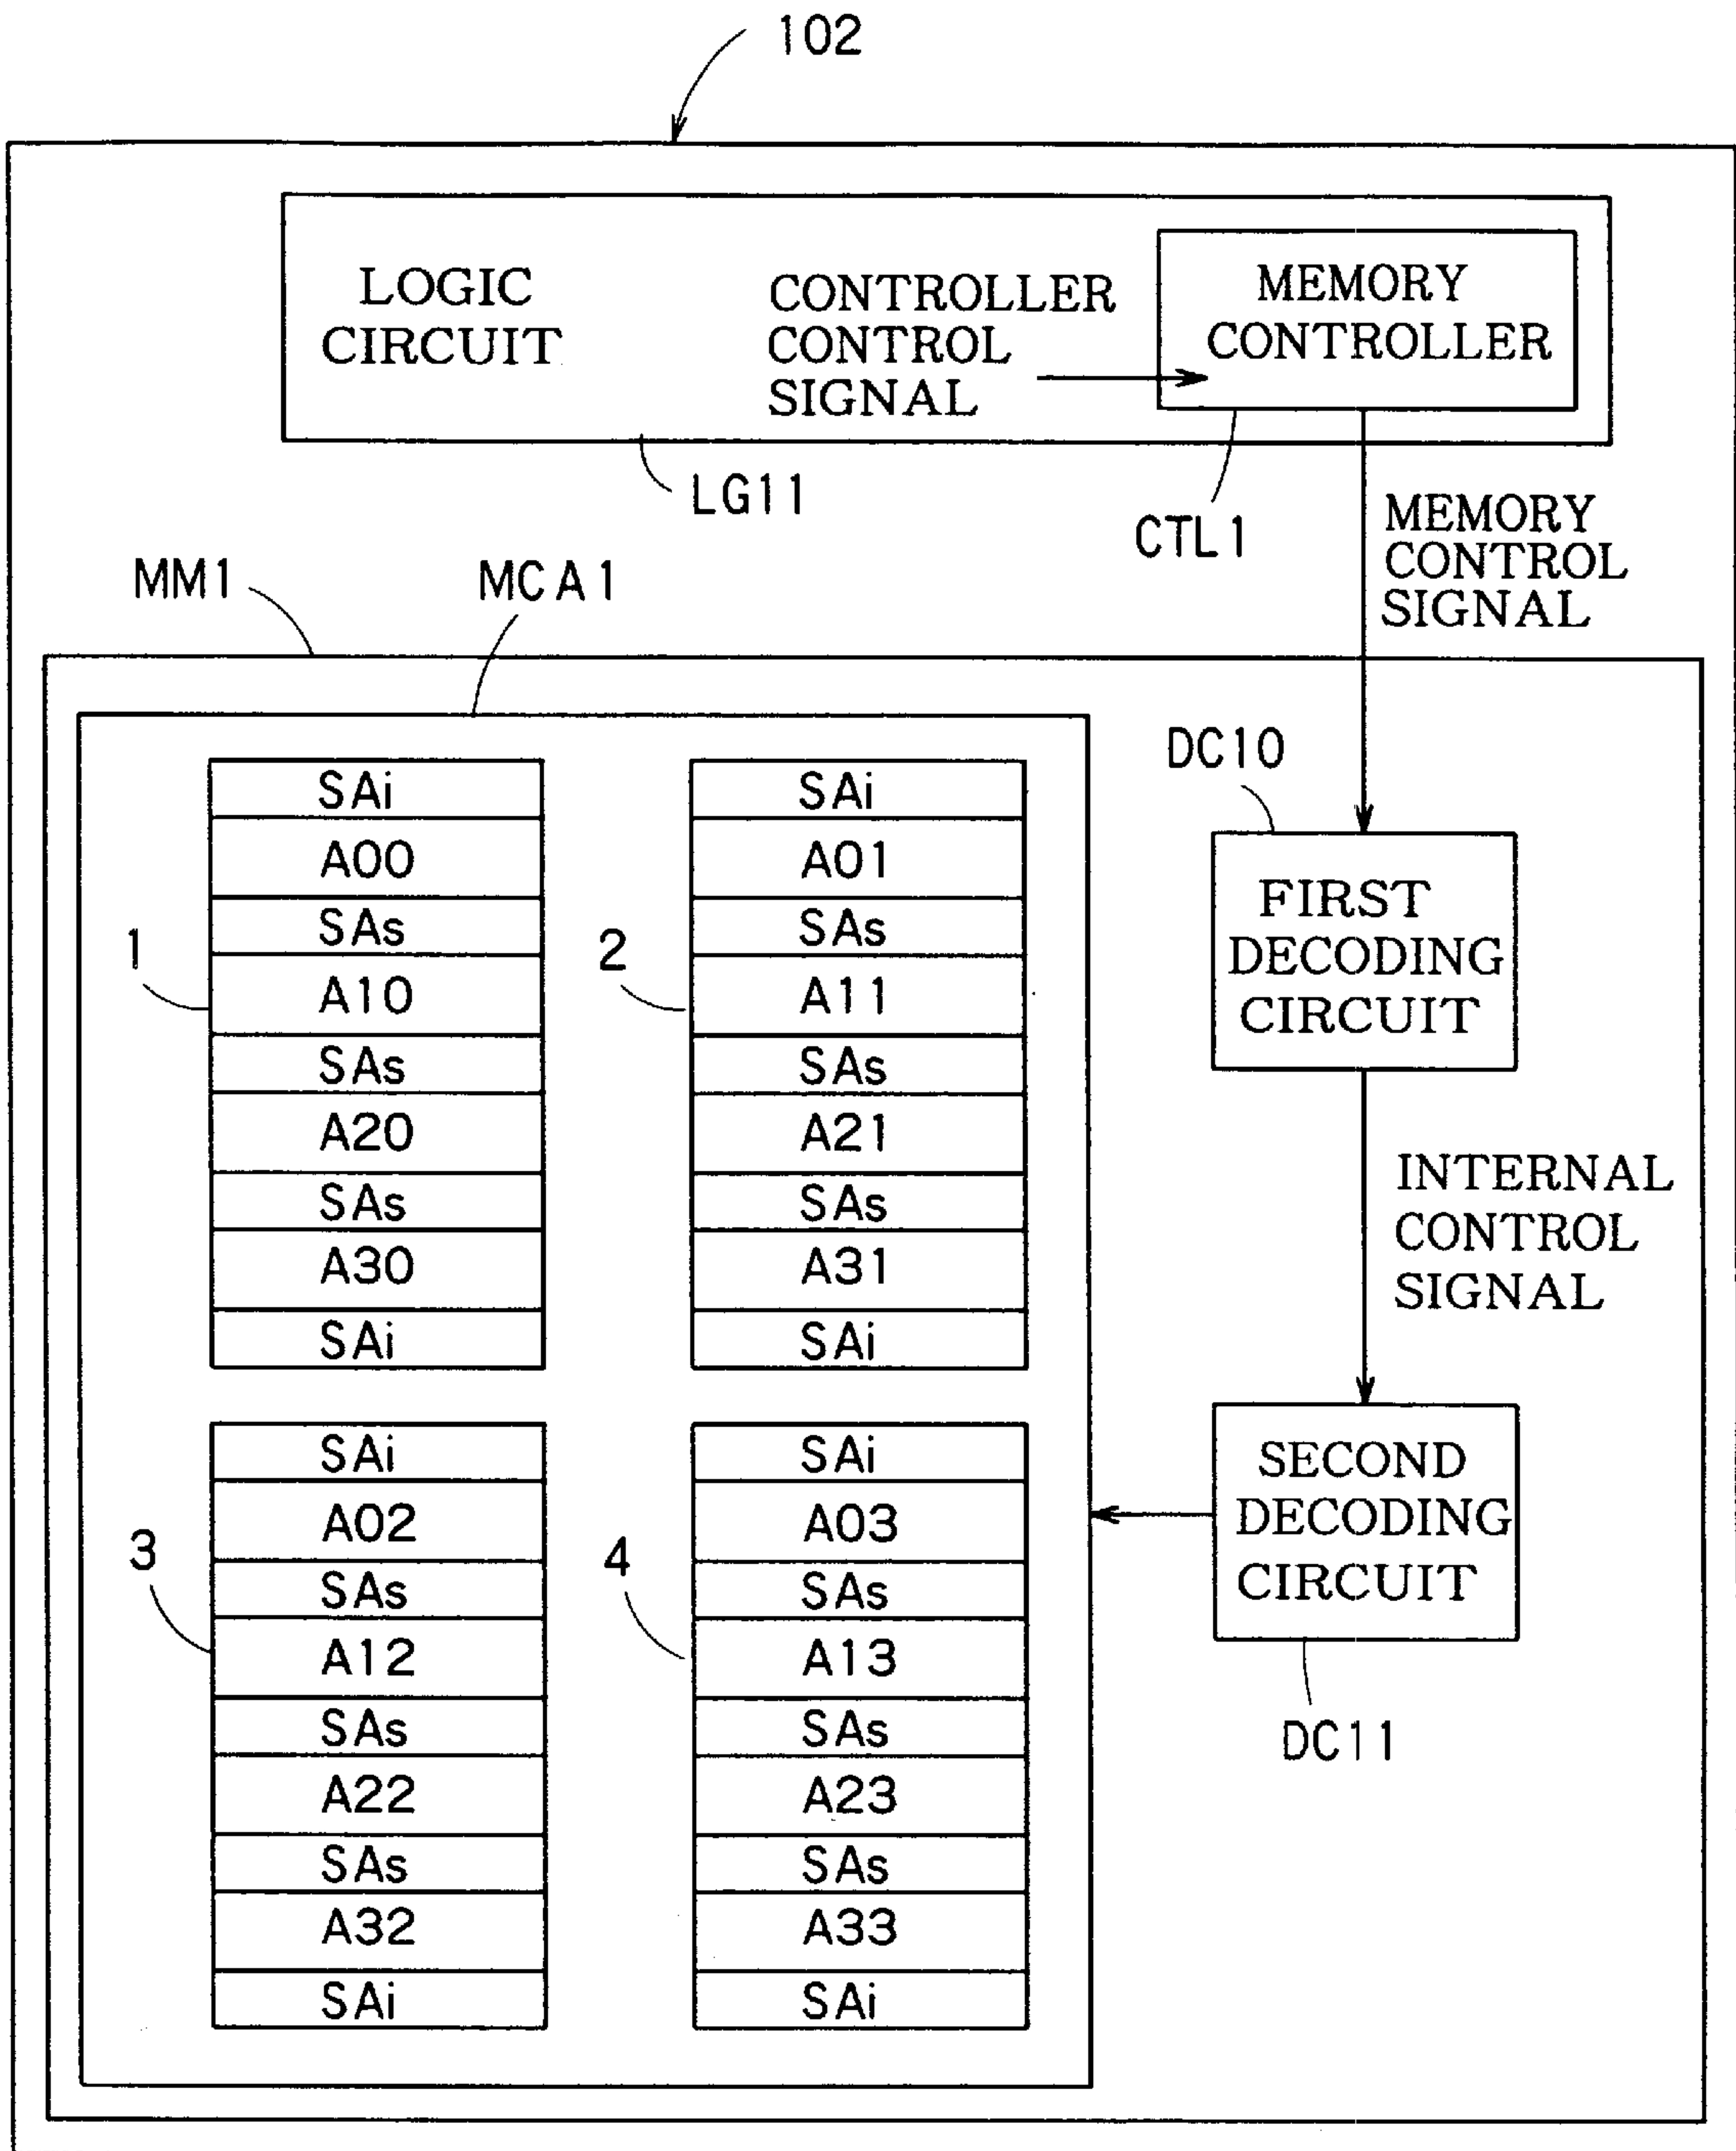 102
LOGIC
CIRCUIT
CONTROLLER
CONTROL
SIGNAL
MEMORY
CONTROLLER
LG11
CTL1
MEMORY
CONTROL
SIGNAL
MM1
MCA1
SAi
A00
SAs
A10
SAs
A20
SAs
A30
SAi
1
SAi
A01
SAs
A11
SAs
A21
SAs
A31
SAi
2
DC10
FIRST
DECODING
CIRCUIT
INTERNAL
CONTROL
SIGNAL
SAi
A02
SAs
A12
SAs
A22
SAs
A32
SAi
3
SAi
A03
SAs
A13
SAs
A23
SAs
A33
SAi
4
SECOND
DECODING
CIRCUIT
DC11